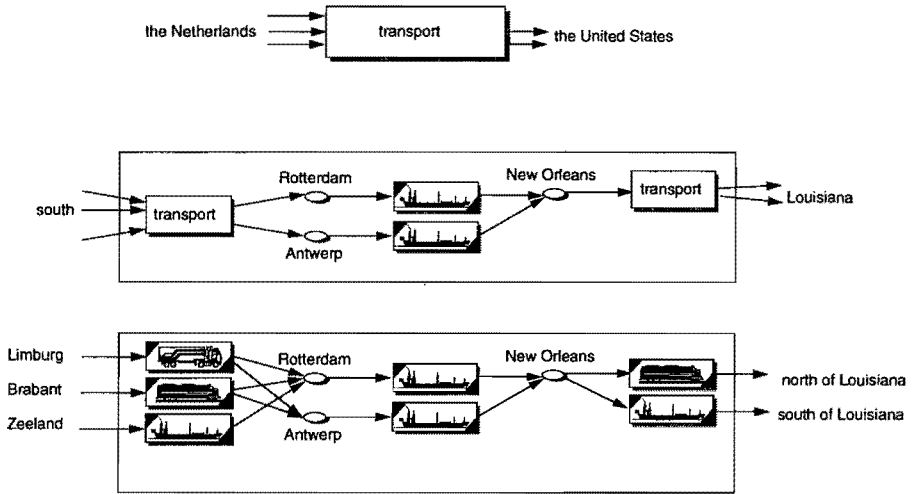 the Netherlands
transport
the United States
south
transport
Rotterdam
Antwerp
New Orleans
transport
Louisiana
Limburg
Brabant
Zeeland
Rotterdam
Antwerp
New Orleans
north of Louisiana
south of Louisiana